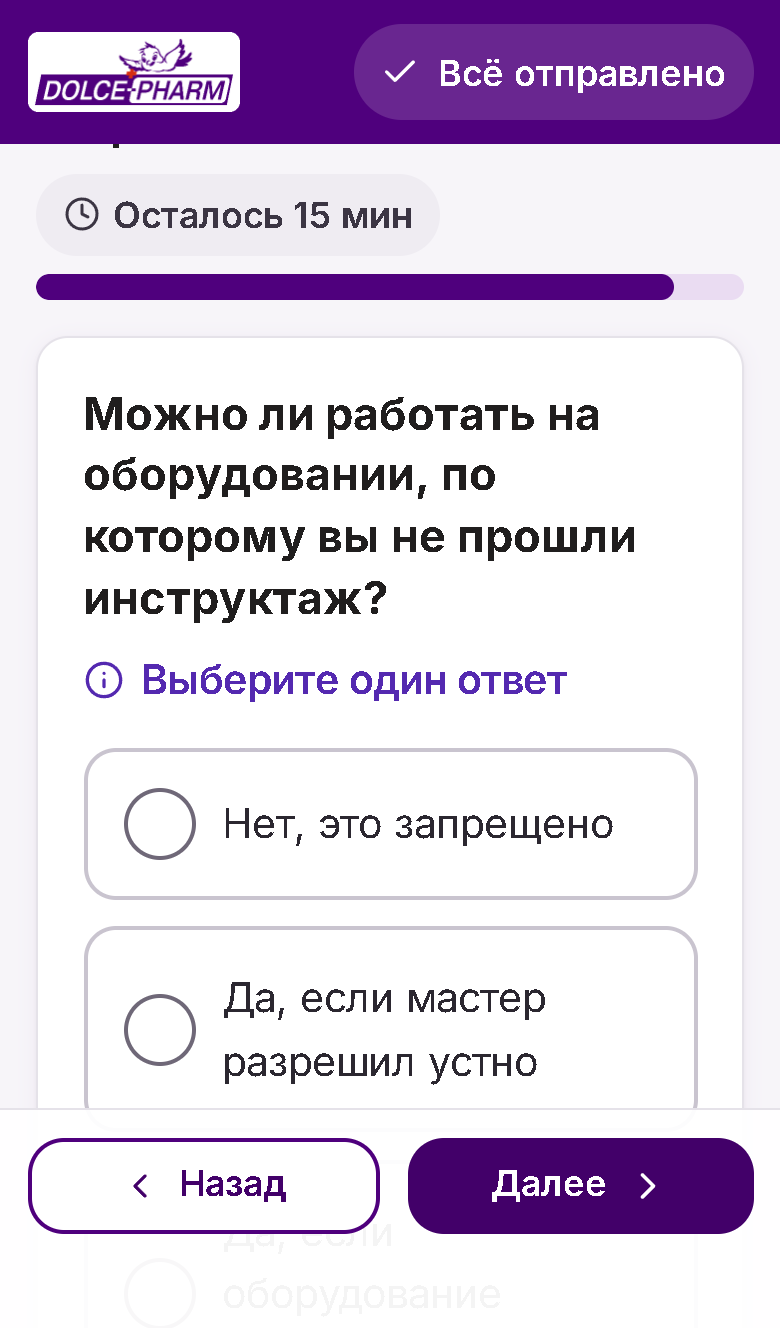 DOLCE-PHARM
Всё отправлено
Осталось 15 мин
Можно ли работать на
оборудовании, по
которому вы не прошли
инструктаж?
Выберите один ответ
Нет, это запрещено
Да, если мастер
разрешил устно
Назад
Далее
Да, если
оборудование